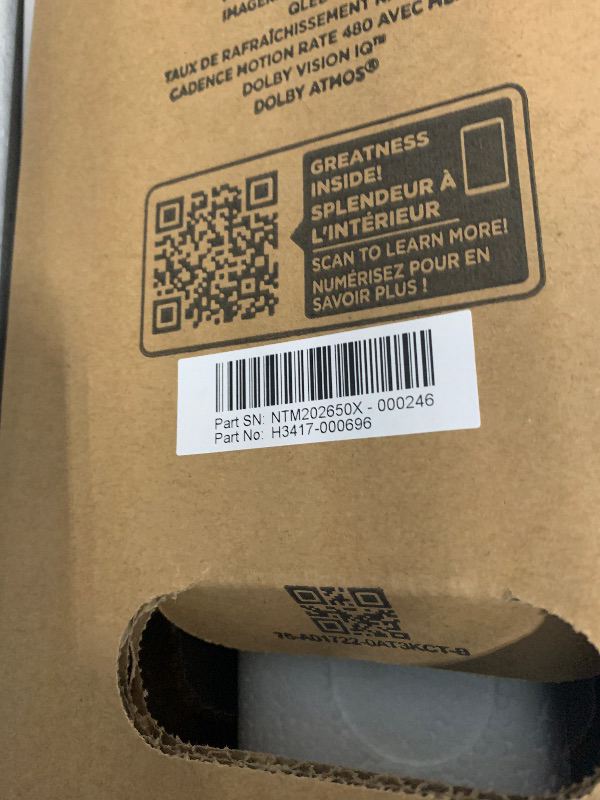 QLED
TAUX DE RAFRAÎCHISSEMENT
CADENCE MOTION RATE 480 AVEC
DOLBY VISION IQ™
DOLBY ATMOS®
GREATNESS
INSIDE!
SPLENDEUR À
L'INTÉRIEUR
SCAN TO LEARN MORE!
NUMÉRISEZ POUR EN
SAVOIR PLUS !
Part SN: NTM202650X - 000246
Part No: H3417-000696